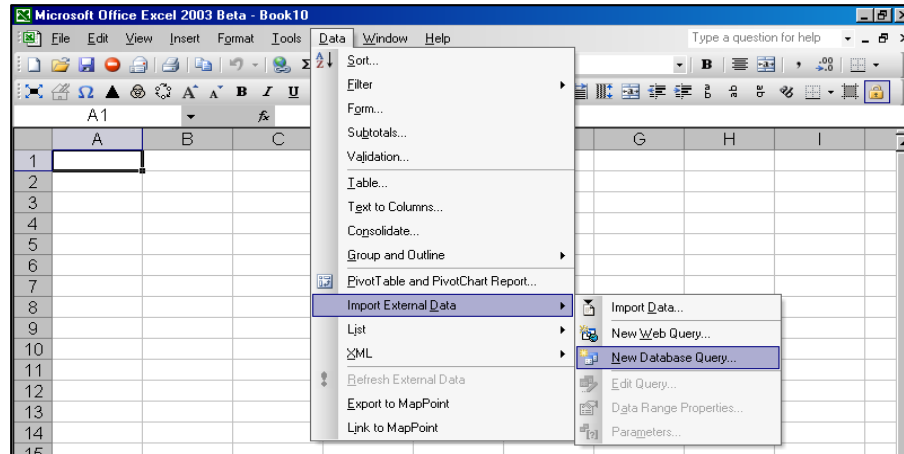 Microsoft Office Excel 2003 Beta - Book10
File Edit View Insert Format Tools Data Window Help Type a question for help
A1 fx
A B C G H I
1
2
3
4
5
6
7
8
9
10
11
12
13
14
15
Sort...
Filter
Form...
Subtotals...
Validation...
Table...
Text to Columns...
Consolidate...
Group and Outline
PivotTable and PivotChart Report...
Import External Data
List
XML
Refresh External Data
Export to MapPoint
Link to MapPoint
Import Data...
New Web Query...
New Database Query...
Edit Query...
Data Range Properties...
Parameters...